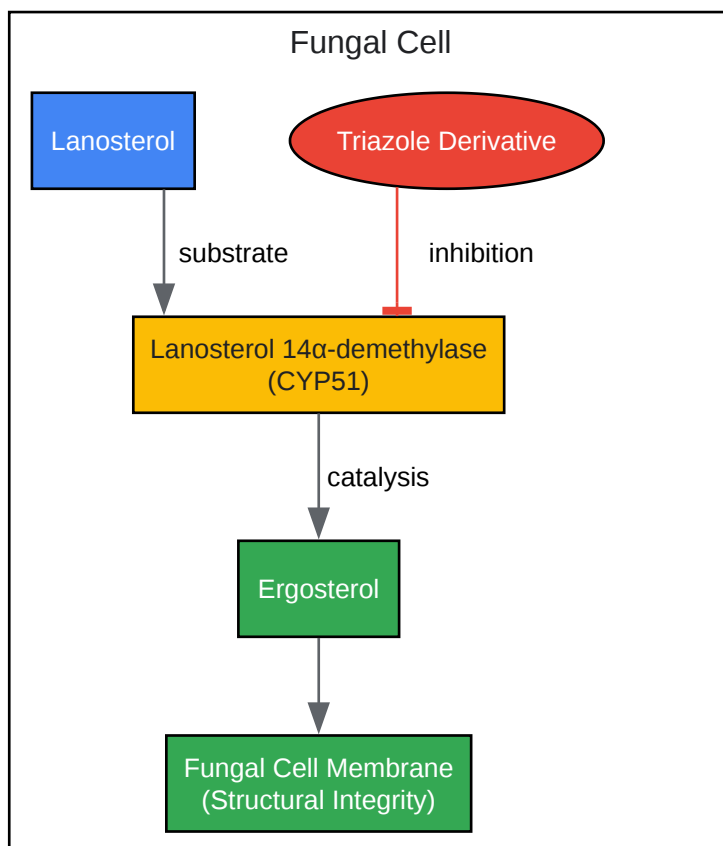 Fungal Cell
Lanosterol
Triazole Derivative
substrate
inhibition
Lanosterol 14α-demethylase
(CYP51)
catalysis
Ergosterol
Fungal Cell Membrane
(Structural Integrity)